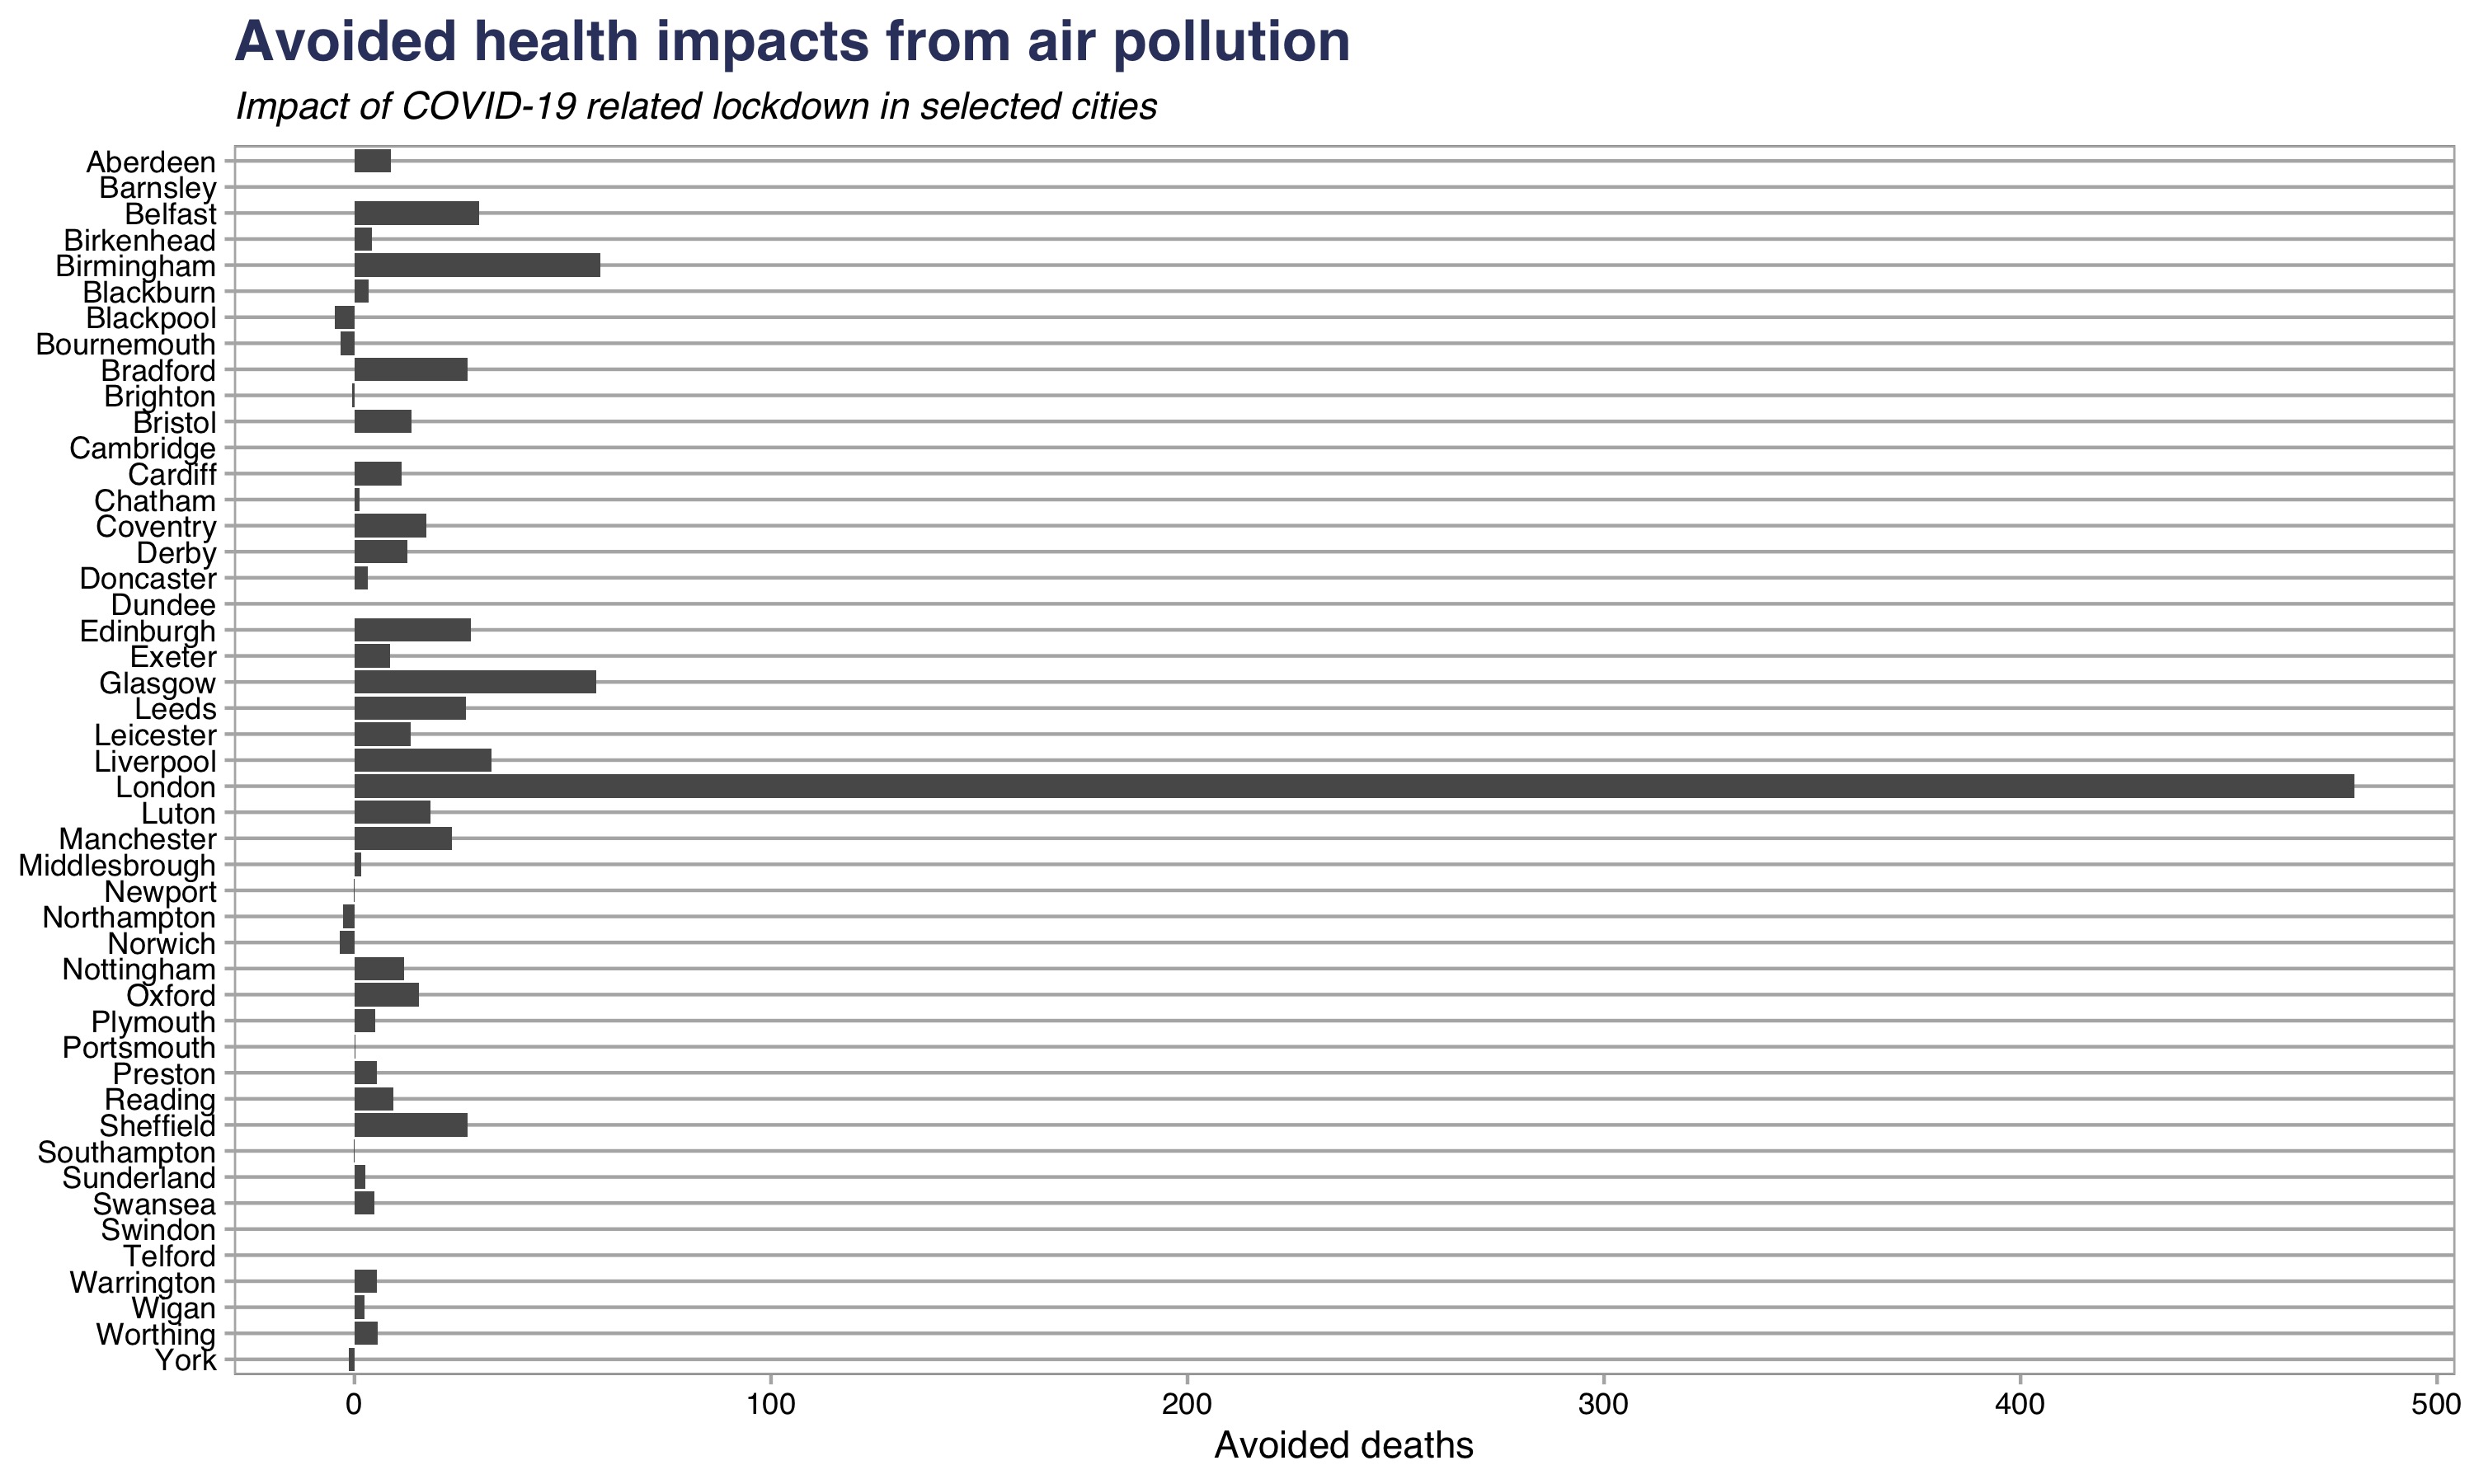 Avoided health impacts from air pollution
Impact of COVID-19 related lockdown in selected cities
Aberdeen
Barnsley
Belfast
Birkenhead
Birmingham
Blackburn
Blackpool
Bournemouth
Bradford
Brighton
Bristol
Cambridge
Cardiff
Chatham
Coventry
Derby
Doncaster
Dundee
Edinburgh
Exeter
Glasgow
Leeds
Leicester
Liverpool
London
Luton
Manchester
Middlesbrough
Newport
Northampton
Norwich
Nottingham
Oxford
Plymouth
Portsmouth
Preston
Reading
Sheffield
Southampton
Sunderland
Swansea
Swindon
Telford
Warrington
Wigan
Worthing
York
0 100 200 300 400 500
Avoided deaths